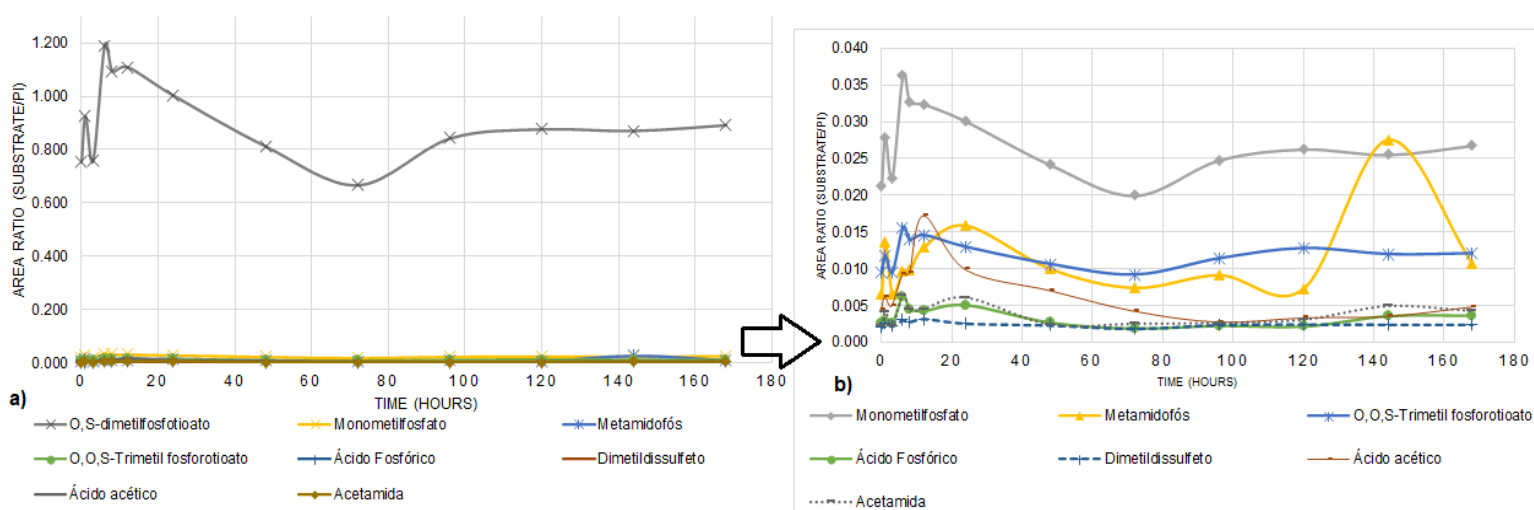 1.200
1.000
0.800
0.600
0.400
0.200
0.000
AREA RATIO (SUBSTRATE/PI)
0 20 40 60 80 100 120 140 160 180
TIME (HOURS)
a)
O,S-dimetilfosfotioato Monometilfosfato Metamidofós
O,O,S-Trimetil fosforotioato Ácido Fosfórico Dimetildissulfeto
Ácido acético Acetamida
0.040
0.035
0.030
0.025
0.020
0.015
0.010
0.005
0.000
AREA RATIO (SUBSTRATE/PI)
0 20 40 60 80 100 120 140 160 180
TIME (HOURS)
b)
Monometilfosfato Metamidofós O,O,S-Trimetil fosforotioato
Ácido Fosfórico Dimetildissulfeto Ácido acético
Acetamida